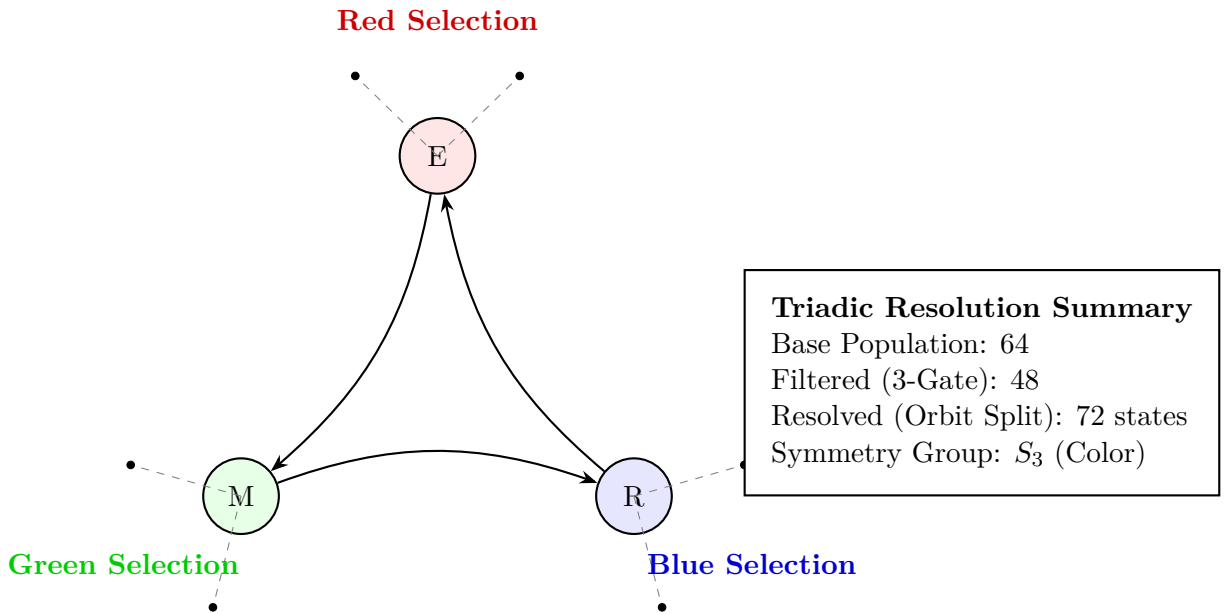 Red Selection
E
Triadic Resolution Summary
Base Population: 64
Filtered (3-Gate): 48
Resolved (Orbit Split): 72 states
Symmetry Group: S₃ (Color)
M
R
Green Selection
Blue Selection